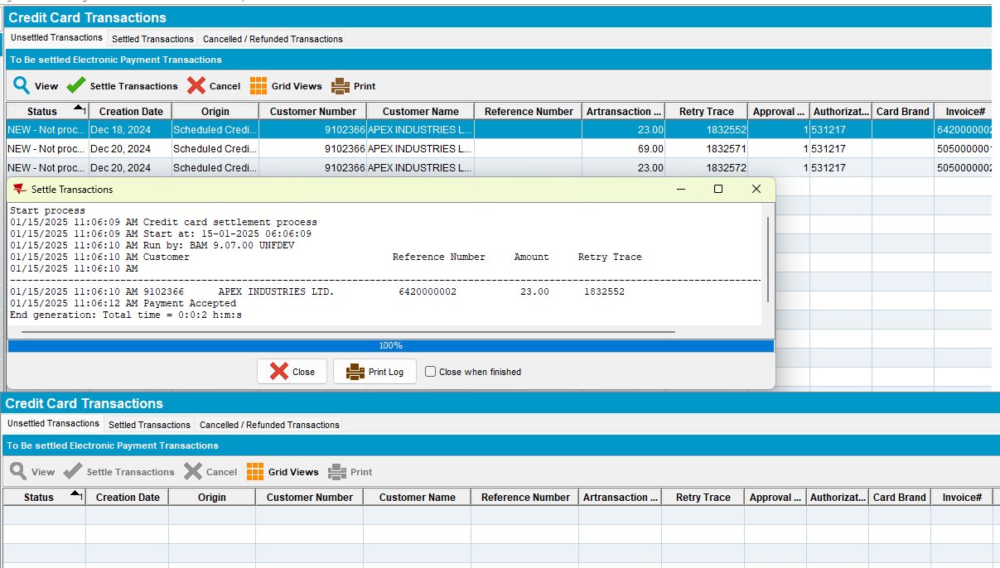 Credit Card Transactions
Unsettled Transactions Settled Transactions Cancelled / Refunded Transactions
To Be settled Electronic Payment Transactions
View Settle Transactions Cancel Grid Views Print
Status 1 Creation Date Origin Customer Number Customer Name Reference Number Artransaction ... Retry Trace Approval ... Authorizat... Card Brand Invoice#
NEW - Not proc... Dec 18, 2024 Scheduled Credi... 9102366 APEX INDUSTRIES L... 23.00 1832552 1 531217 6420000002
NEW - Not proc... Dec 20, 2024 Scheduled Credi... 9102366 APEX INDUSTRIES L... 69.00 1832571 1 531217 5050000001
NEW - Not proc... Dec 20, 2024 Scheduled Credi... 9102366 APEX INDUSTRIES L... 23.00 1832572 1 531217 5050000002
Settle Transactions
Start process
01/15/2025 11:06:09 AM Credit card settlement process
01/15/2025 11:06:09 AM Start at: 15-01-2025 06:06:09
01/15/2025 11:06:10 AM Run by: BAM 9.07.00 UNFDEV
01/15/2025 11:06:10 AM Customer Reference Number Amount Retry Trace
01/15/2025 11:06:10 AM
01/15/2025 11:06:10 AM 9102366 APEX INDUSTRIES LTD. 6420000002 23.00 1832552
01/15/2025 11:06:12 AM Payment Accepted
End generation: Total time = 0:0:2 h:m:s
100%
Close Print Log Close when finished
Credit Card Transactions
Unsettled Transactions Settled Transactions Cancelled / Refunded Transactions
To Be settled Electronic Payment Transactions
View Settle Transactions Cancel Grid Views Print
Status 1 Creation Date Origin Customer Number Customer Name Reference Number Artransaction ... Retry Trace Approval ... Authorizat... Card Brand Invoice#